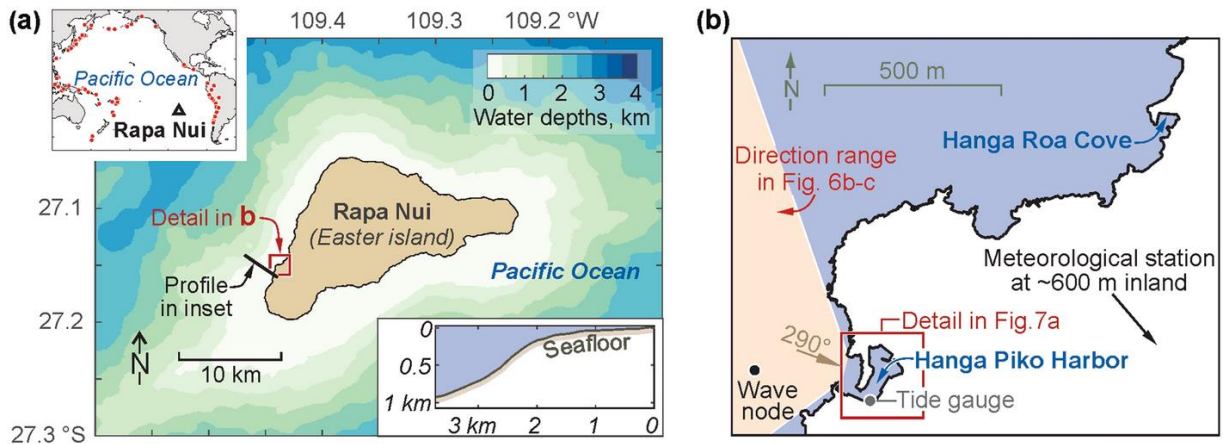 (a)
109.4
109.3
109.2 °W
Pacific Ocean
Rapa Nui
0 1 2 3 4
Water depths, km
27.1
Detail in b
Rapa Nui
(Easter island)
Profile
in inset
Pacific Ocean
27.2
N
10 km
0
Seafloor
0.5
1 km
3 km 2 1 0
27.3 °S
(b)
N
500 m
Hanga Roa Cove
Direction range
in Fig. 6b-c
Meteorological station
at ~600 m inland
Detail in Fig.7a
290°
Hanga Piko Harbor
Wave
node
Tide gauge